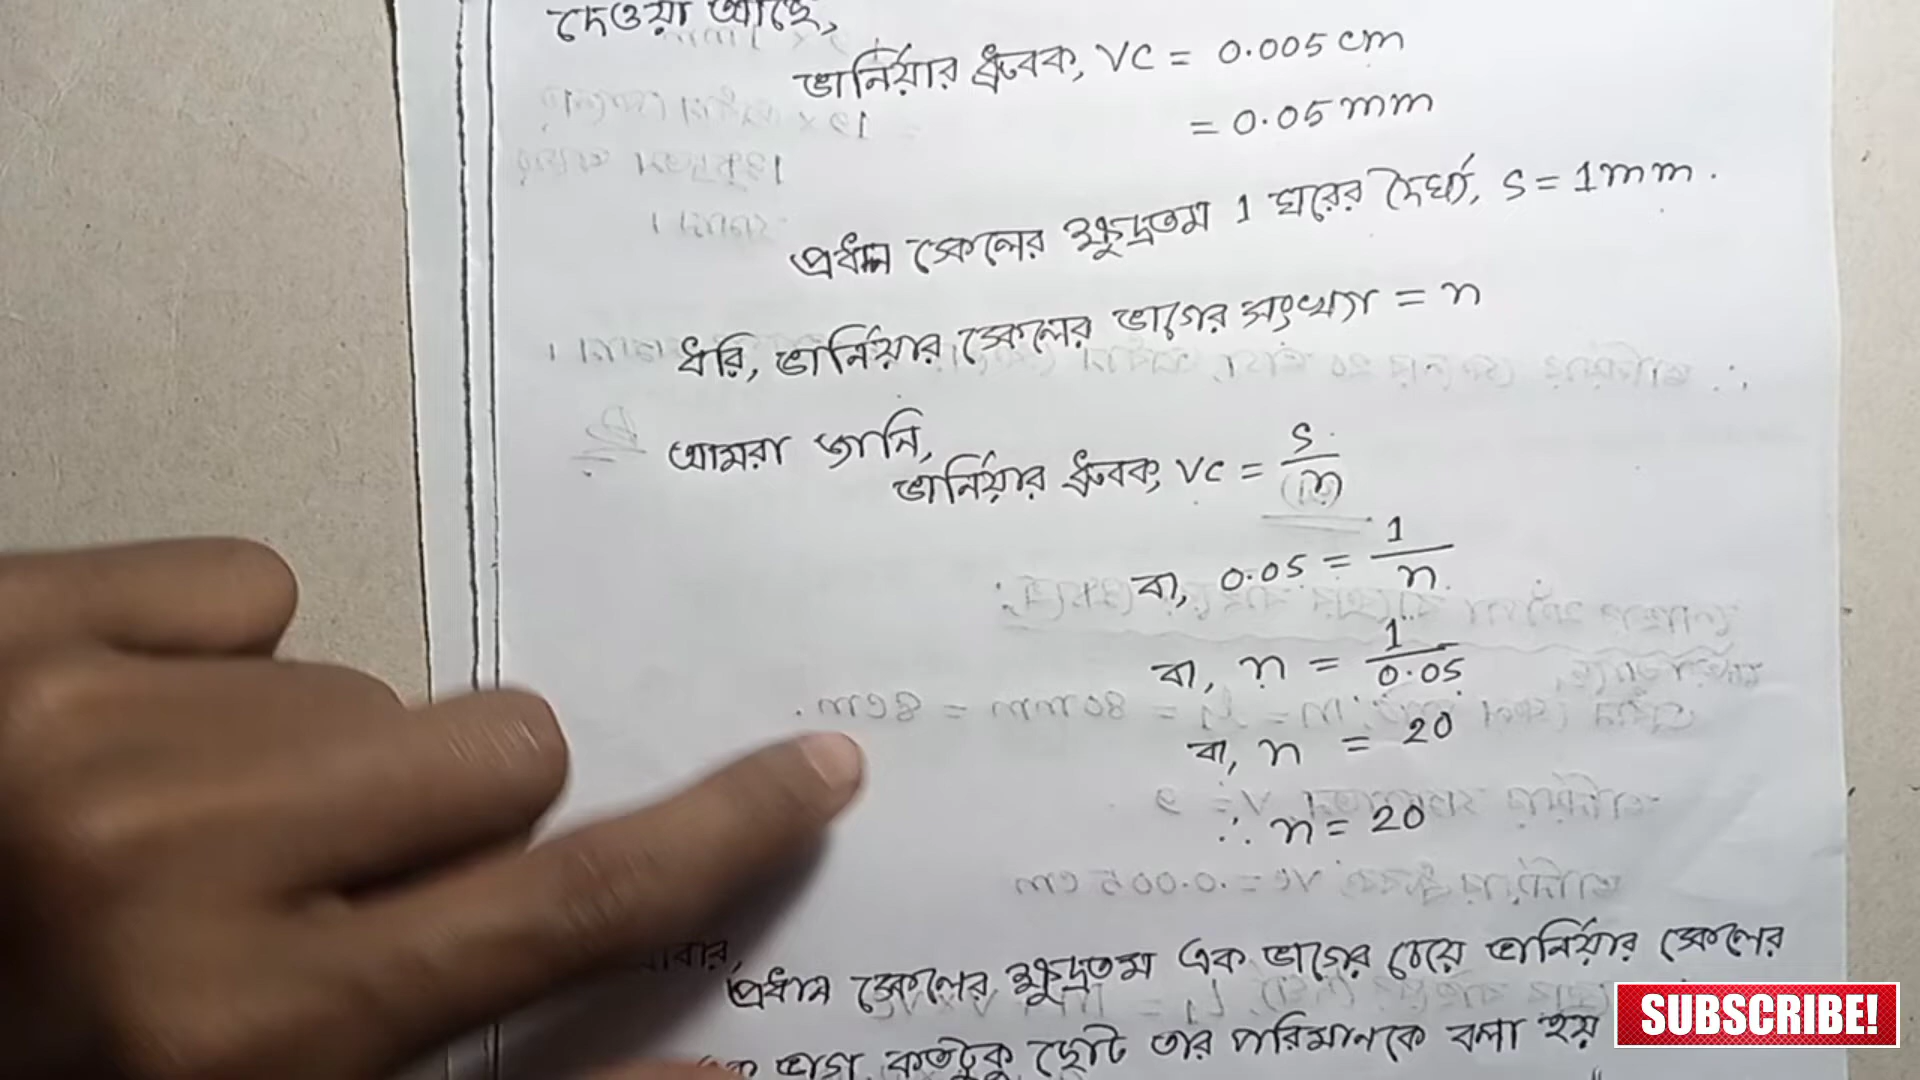 দেওয়া আছে,
ভার্নিয়ার ধ্রুবক, VC = 0.005 cm
= 0.05 mm
প্রধান স্কেলের ক্ষুদ্রতম 1 ঘরের দৈর্ঘ্য, S = 1mm.
ধরি, ভার্নিয়ার স্কেলের ভাগের সংখ্যা = n
আমরা জানি,
ভার্নিয়ার ধ্রুবক, VC = S/n
বা, 0.05 = 1/n
বা, n = 1/0.05
বা, n = 20
∴ n = 20
প্রধান স্কেলের ক্ষুদ্রতম এক ভাগের চেয়ে ভার্নিয়ার স্কেলের
ভাগ কতটুকু ছোট তার পরিমানকে বলা হয়
SUBSCRIBE!